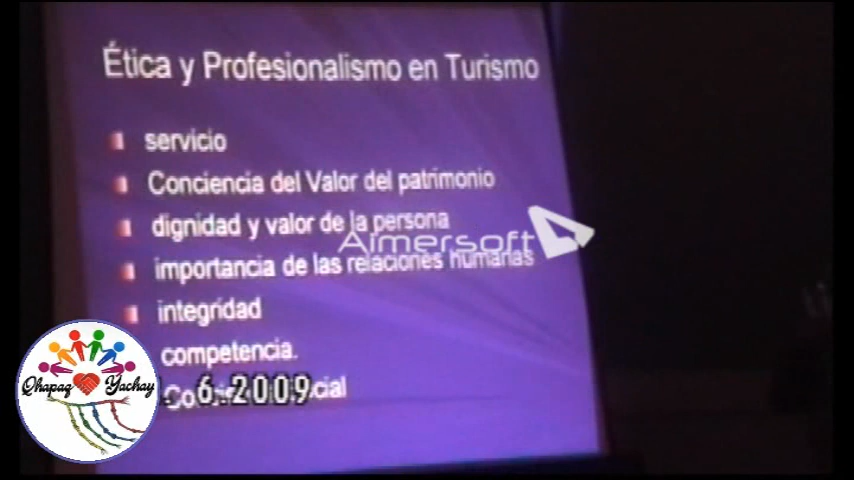 Ética y Profesionalismo en Turismo
servicio
Conciencia del Valor del patrimonio
dignidad y valor de la persona
Aimersoft
importancia de las relaciones humanas
integridad
competencia.
6.2009
Qhapaq Yachay